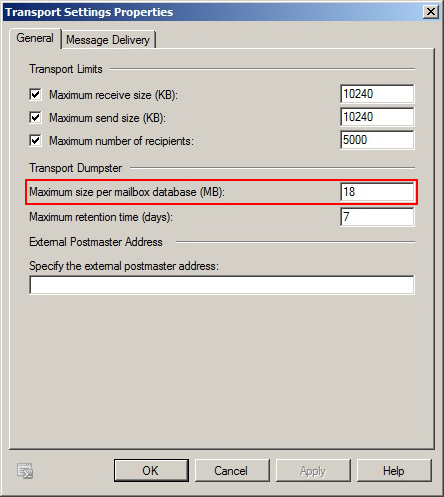 Transport Settings Properties
General Message Delivery
Transport Limits
Maximum receive size (KB): 10240
Maximum send size (KB): 10240
Maximum number of recipients: 5000
Transport Dumpster
Maximum size per mailbox database (MB): 18
Maximum retention time (days): 7
External Postmaster Address
Specify the external postmaster address:
OK Cancel Apply Help